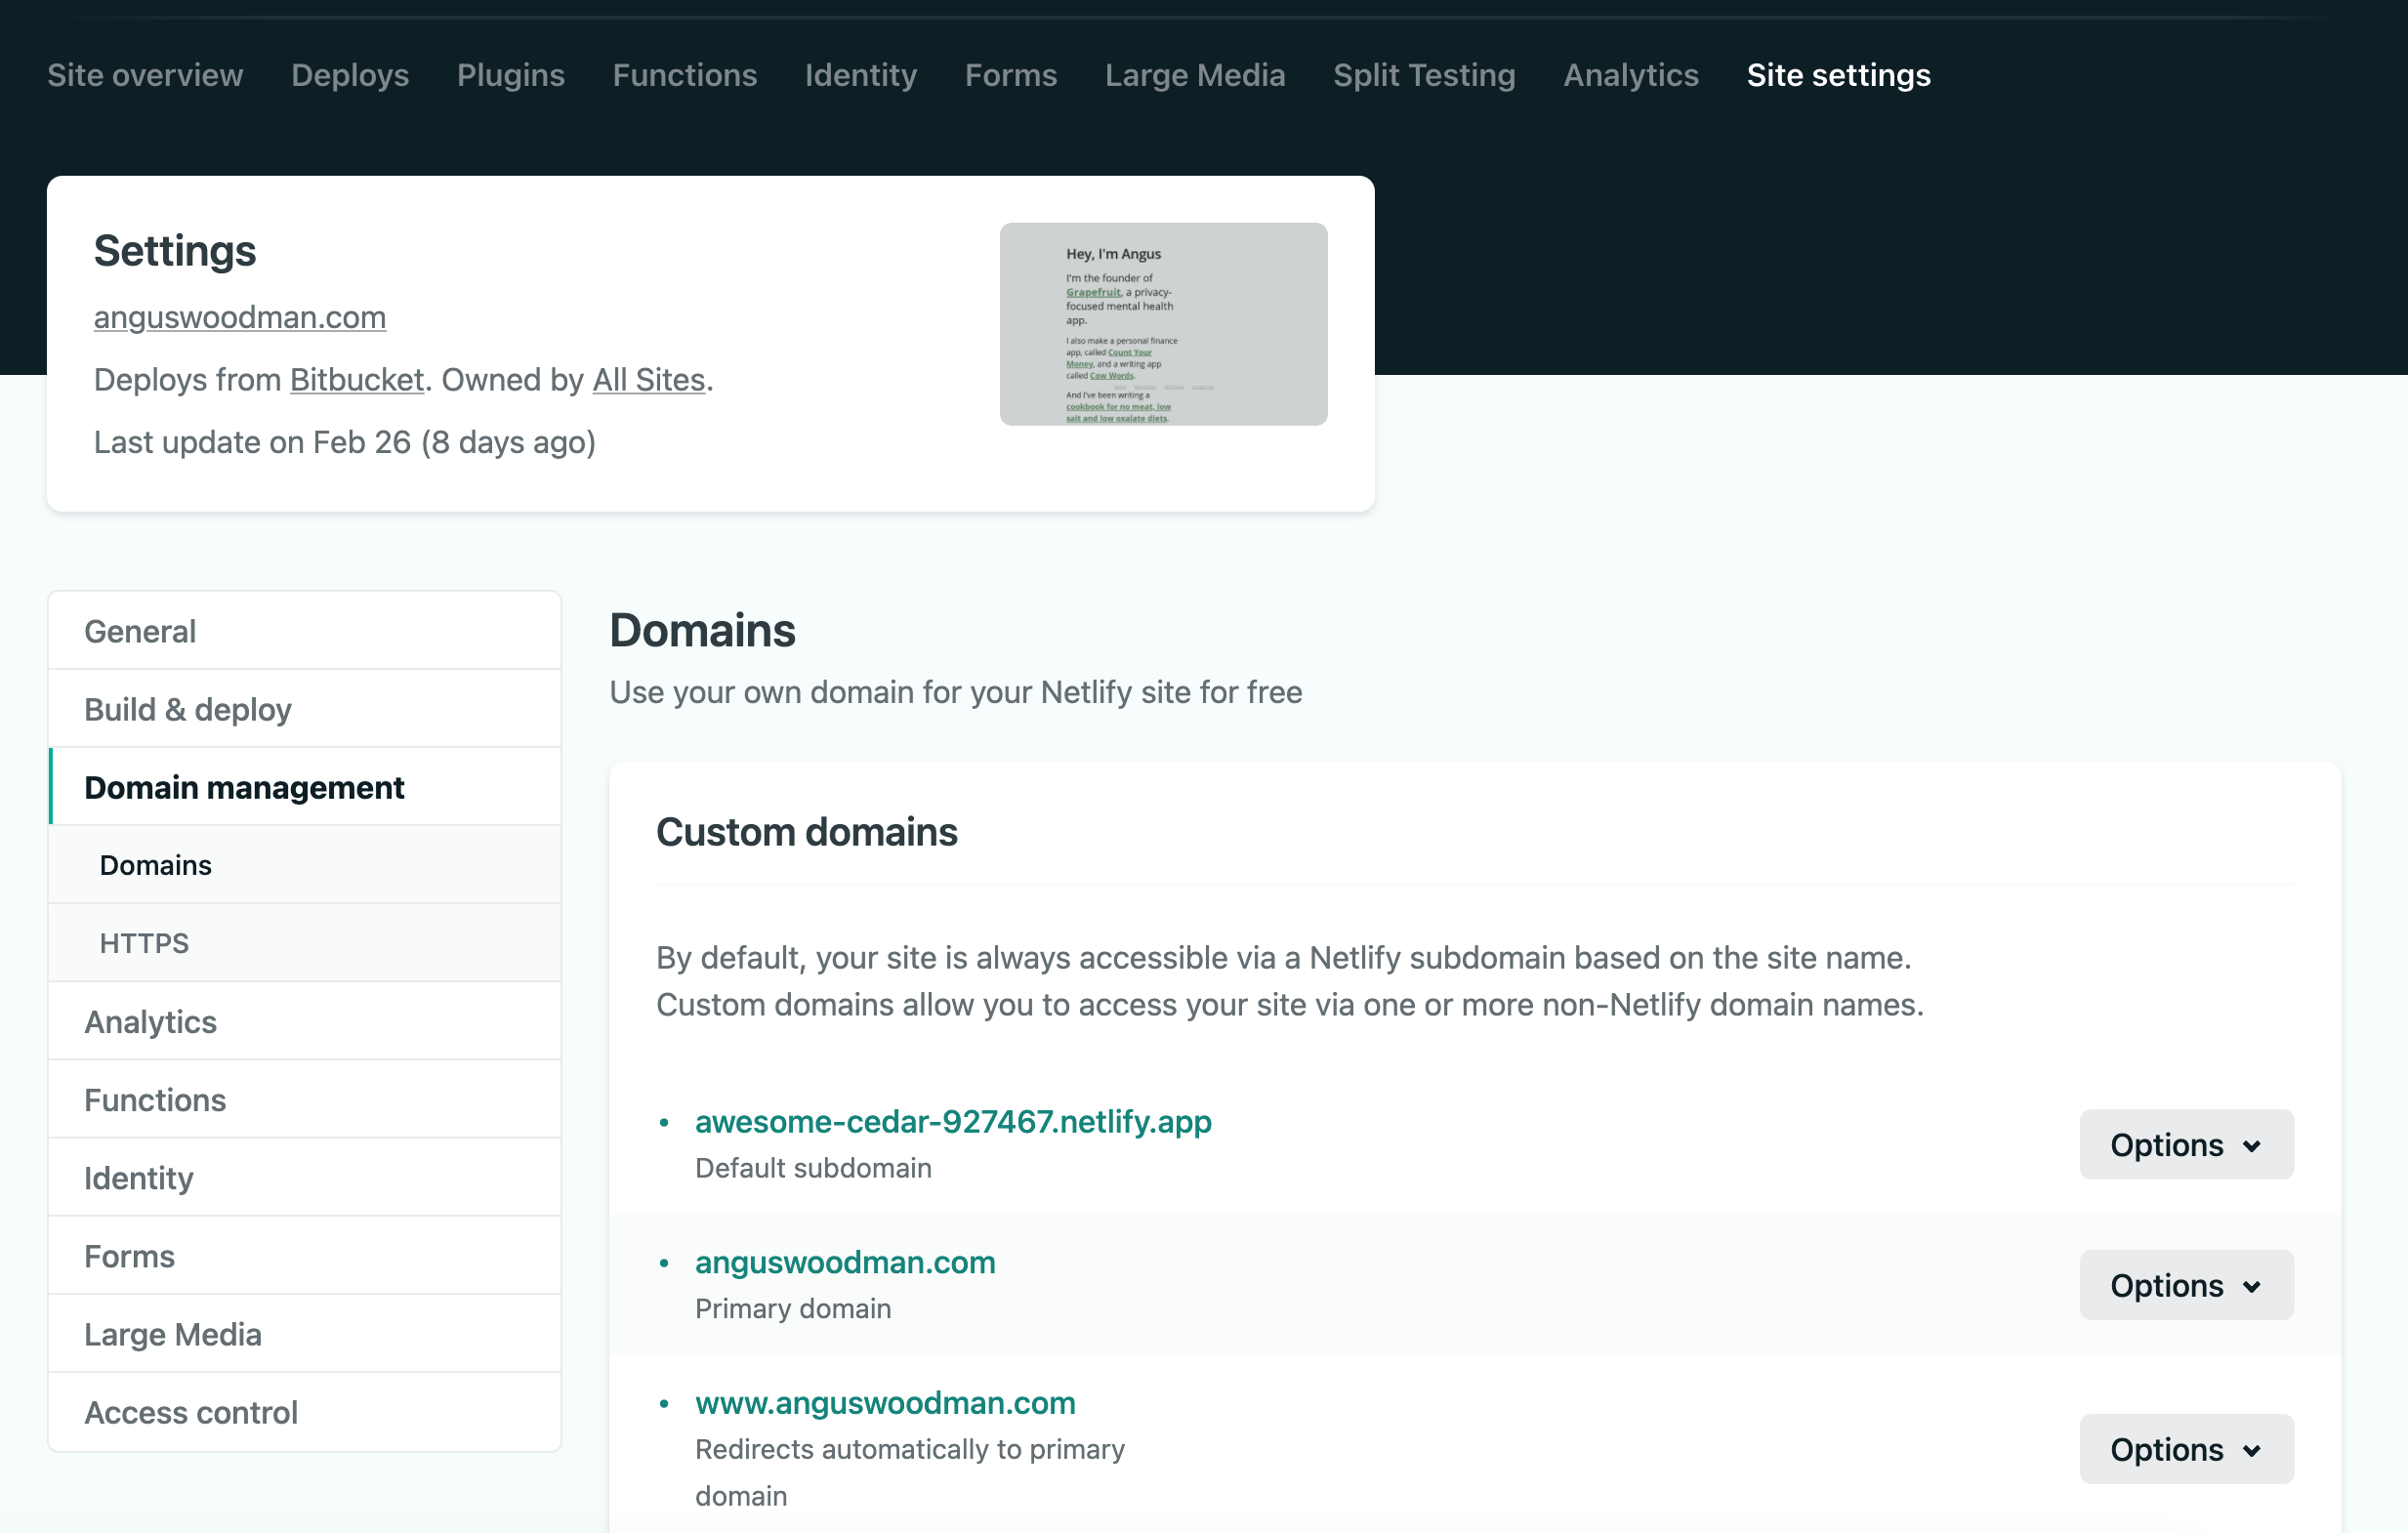 Site overview Deploys Plugins Functions Identity Forms Large Media Split Testing Analytics Site settings
Settings
anguswoodman.com
Deploys from Bitbucket. Owned by All Sites.
Last update on Feb 26 (8 days ago)
Hey, I'm Angus
I'm the founder of
Grapefruit, a privacy-
focused mental health
app.
I also make a personal finance
app, called Count Your
Money, and a writing app
called Cow Words.
And I've been writing a
cookbook for no meat, low
salt and low oxalate diets.
General
Build & deploy
Domain management
Domains
HTTPS
Analytics
Functions
Identity
Forms
Large Media
Access control
Domains
Use your own domain for your Netlify site for free
Custom domains
By default, your site is always accessible via a Netlify subdomain based on the site name.
Custom domains allow you to access your site via one or more non-Netlify domain names.
• awesome-cedar-927467.netlify.app
Default subdomain
Options
• anguswoodman.com
Primary domain
Options
• www.anguswoodman.com
Redirects automatically to primary
domain
Options